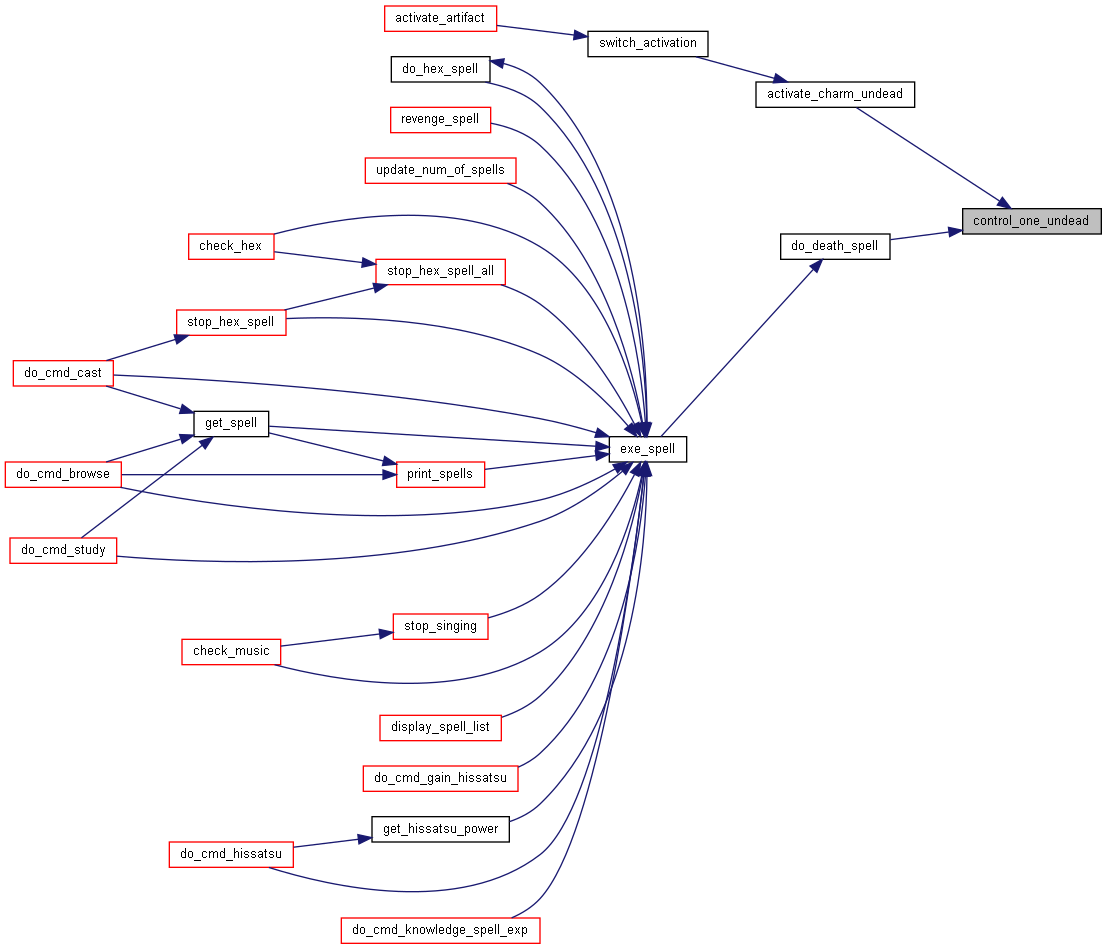 activate_artifact
switch_activation
do_hex_spell
activate_charm_undead
revenge_spell
update_num_of_spells
control_one_undead
check_hex
do_death_spell
stop_hex_spell_all
stop_hex_spell
do_cmd_cast
get_spell
exe_spell
do_cmd_browse
print_spells
do_cmd_study
stop_singing
check_music
display_spell_list
do_cmd_gain_hissatsu
get_hissatsu_power
do_cmd_hissatsu
do_cmd_knowledge_spell_exp